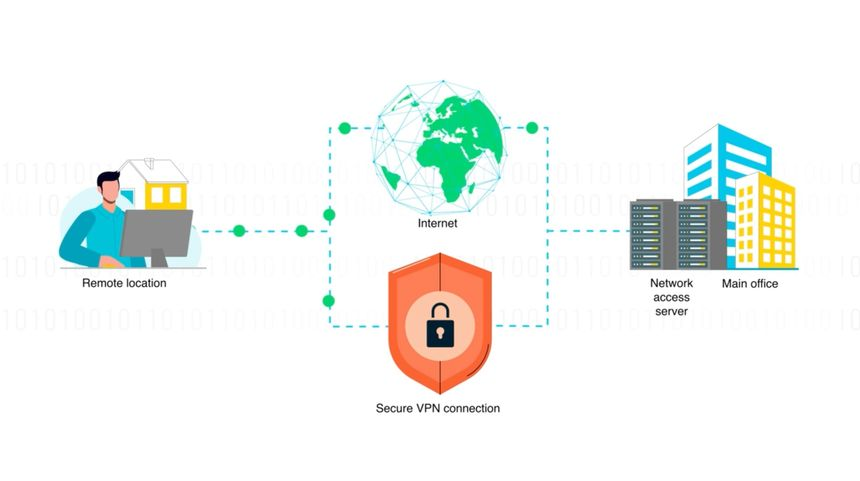 Internet
Remote location
Network
access
server
Main office
Secure VPN connection